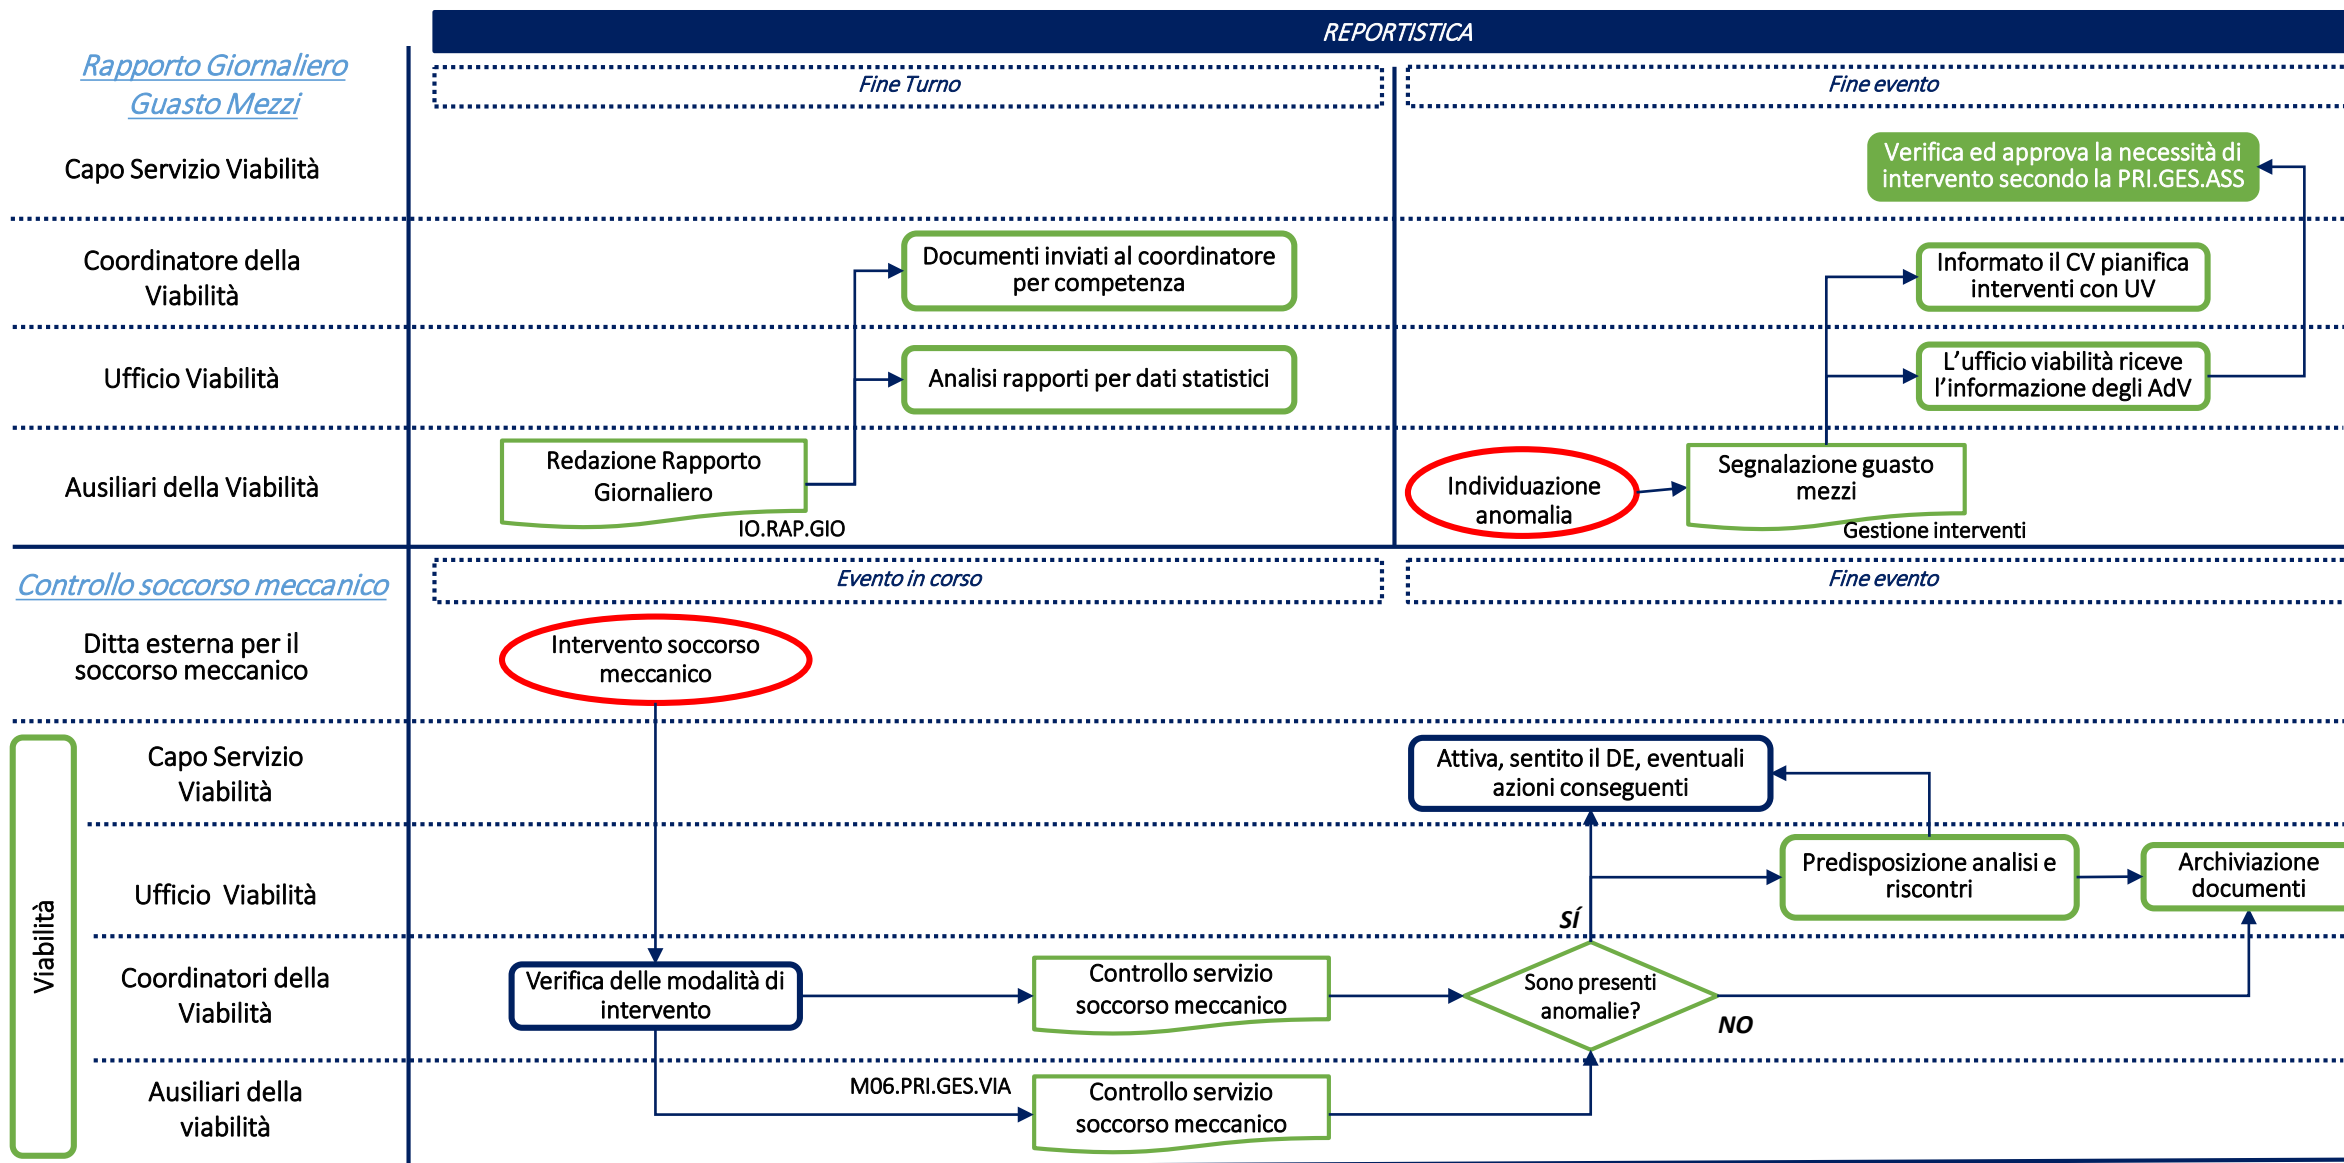 REPORTISTICA
Rapporto Giornaliero
Guasto Mezzi
Fine Turno
Fine evento
Capo Servizio Viabilità
Verifica ed approva la necessità di
intervento secondo la PRI.GES.ASS
Coordinatore della
Viabilità
Documenti inviati al coordinatore
per competenza
Informato il CV pianifica
interventi con UV
Ufficio Viabilità
Analisi rapporti per dati statistici
L’ufficio viabilità riceve
l’informazione degli AdV
Ausiliari della Viabilità
Redazione Rapporto
Giornaliero
IO.RAP.GIO
Individuazione
anomalia
Segnalazione guasto
mezzi
Gestione interventi
Controllo soccorso meccanico
Evento in corso
Fine evento
Ditta esterna per il
soccorso meccanico
Intervento soccorso
meccanico
Viabilità
Capo Servizio
Viabilità
Attiva, sentito il DE, eventuali
azioni conseguenti
Ufficio Viabilità
Predisposizione analisi e
riscontri
Archiviazione
documenti
SÍ
Coordinatori della
Viabilità
Verifica delle modalità di
intervento
Controllo servizio
soccorso meccanico
Sono presenti
anomalie?
NO
Ausiliari della
viabilità
M06.PRI.GES.VIA
Controllo servizio
soccorso meccanico